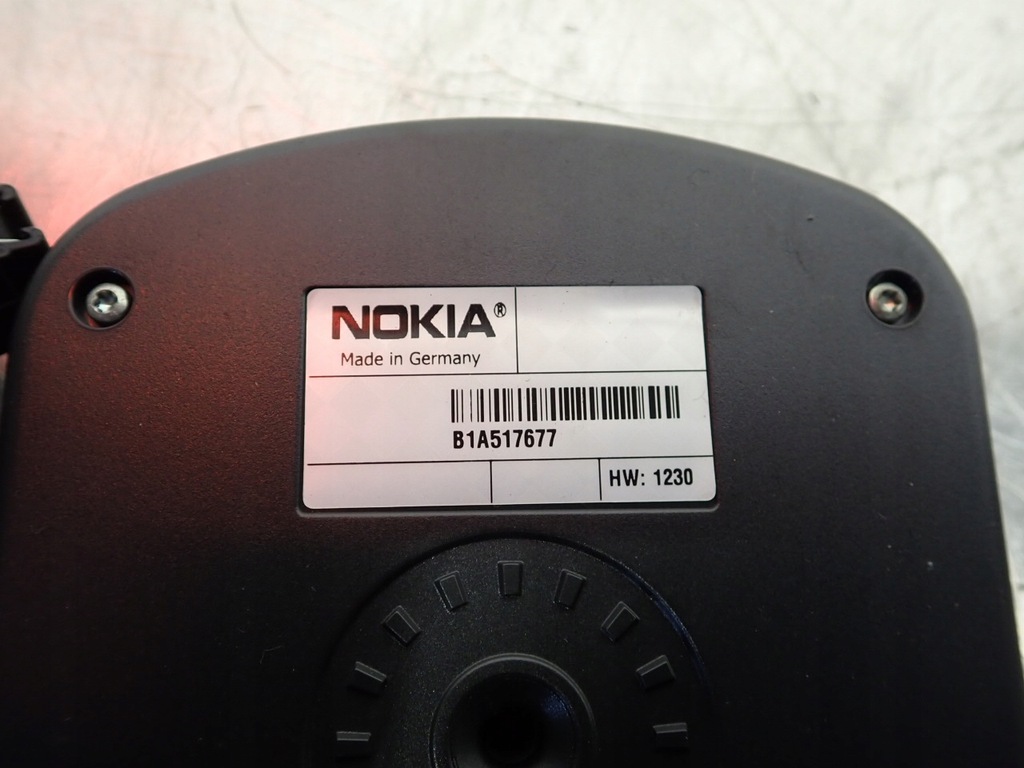 NOKIA®
Made in Germany
B1A517677
HW: 1230